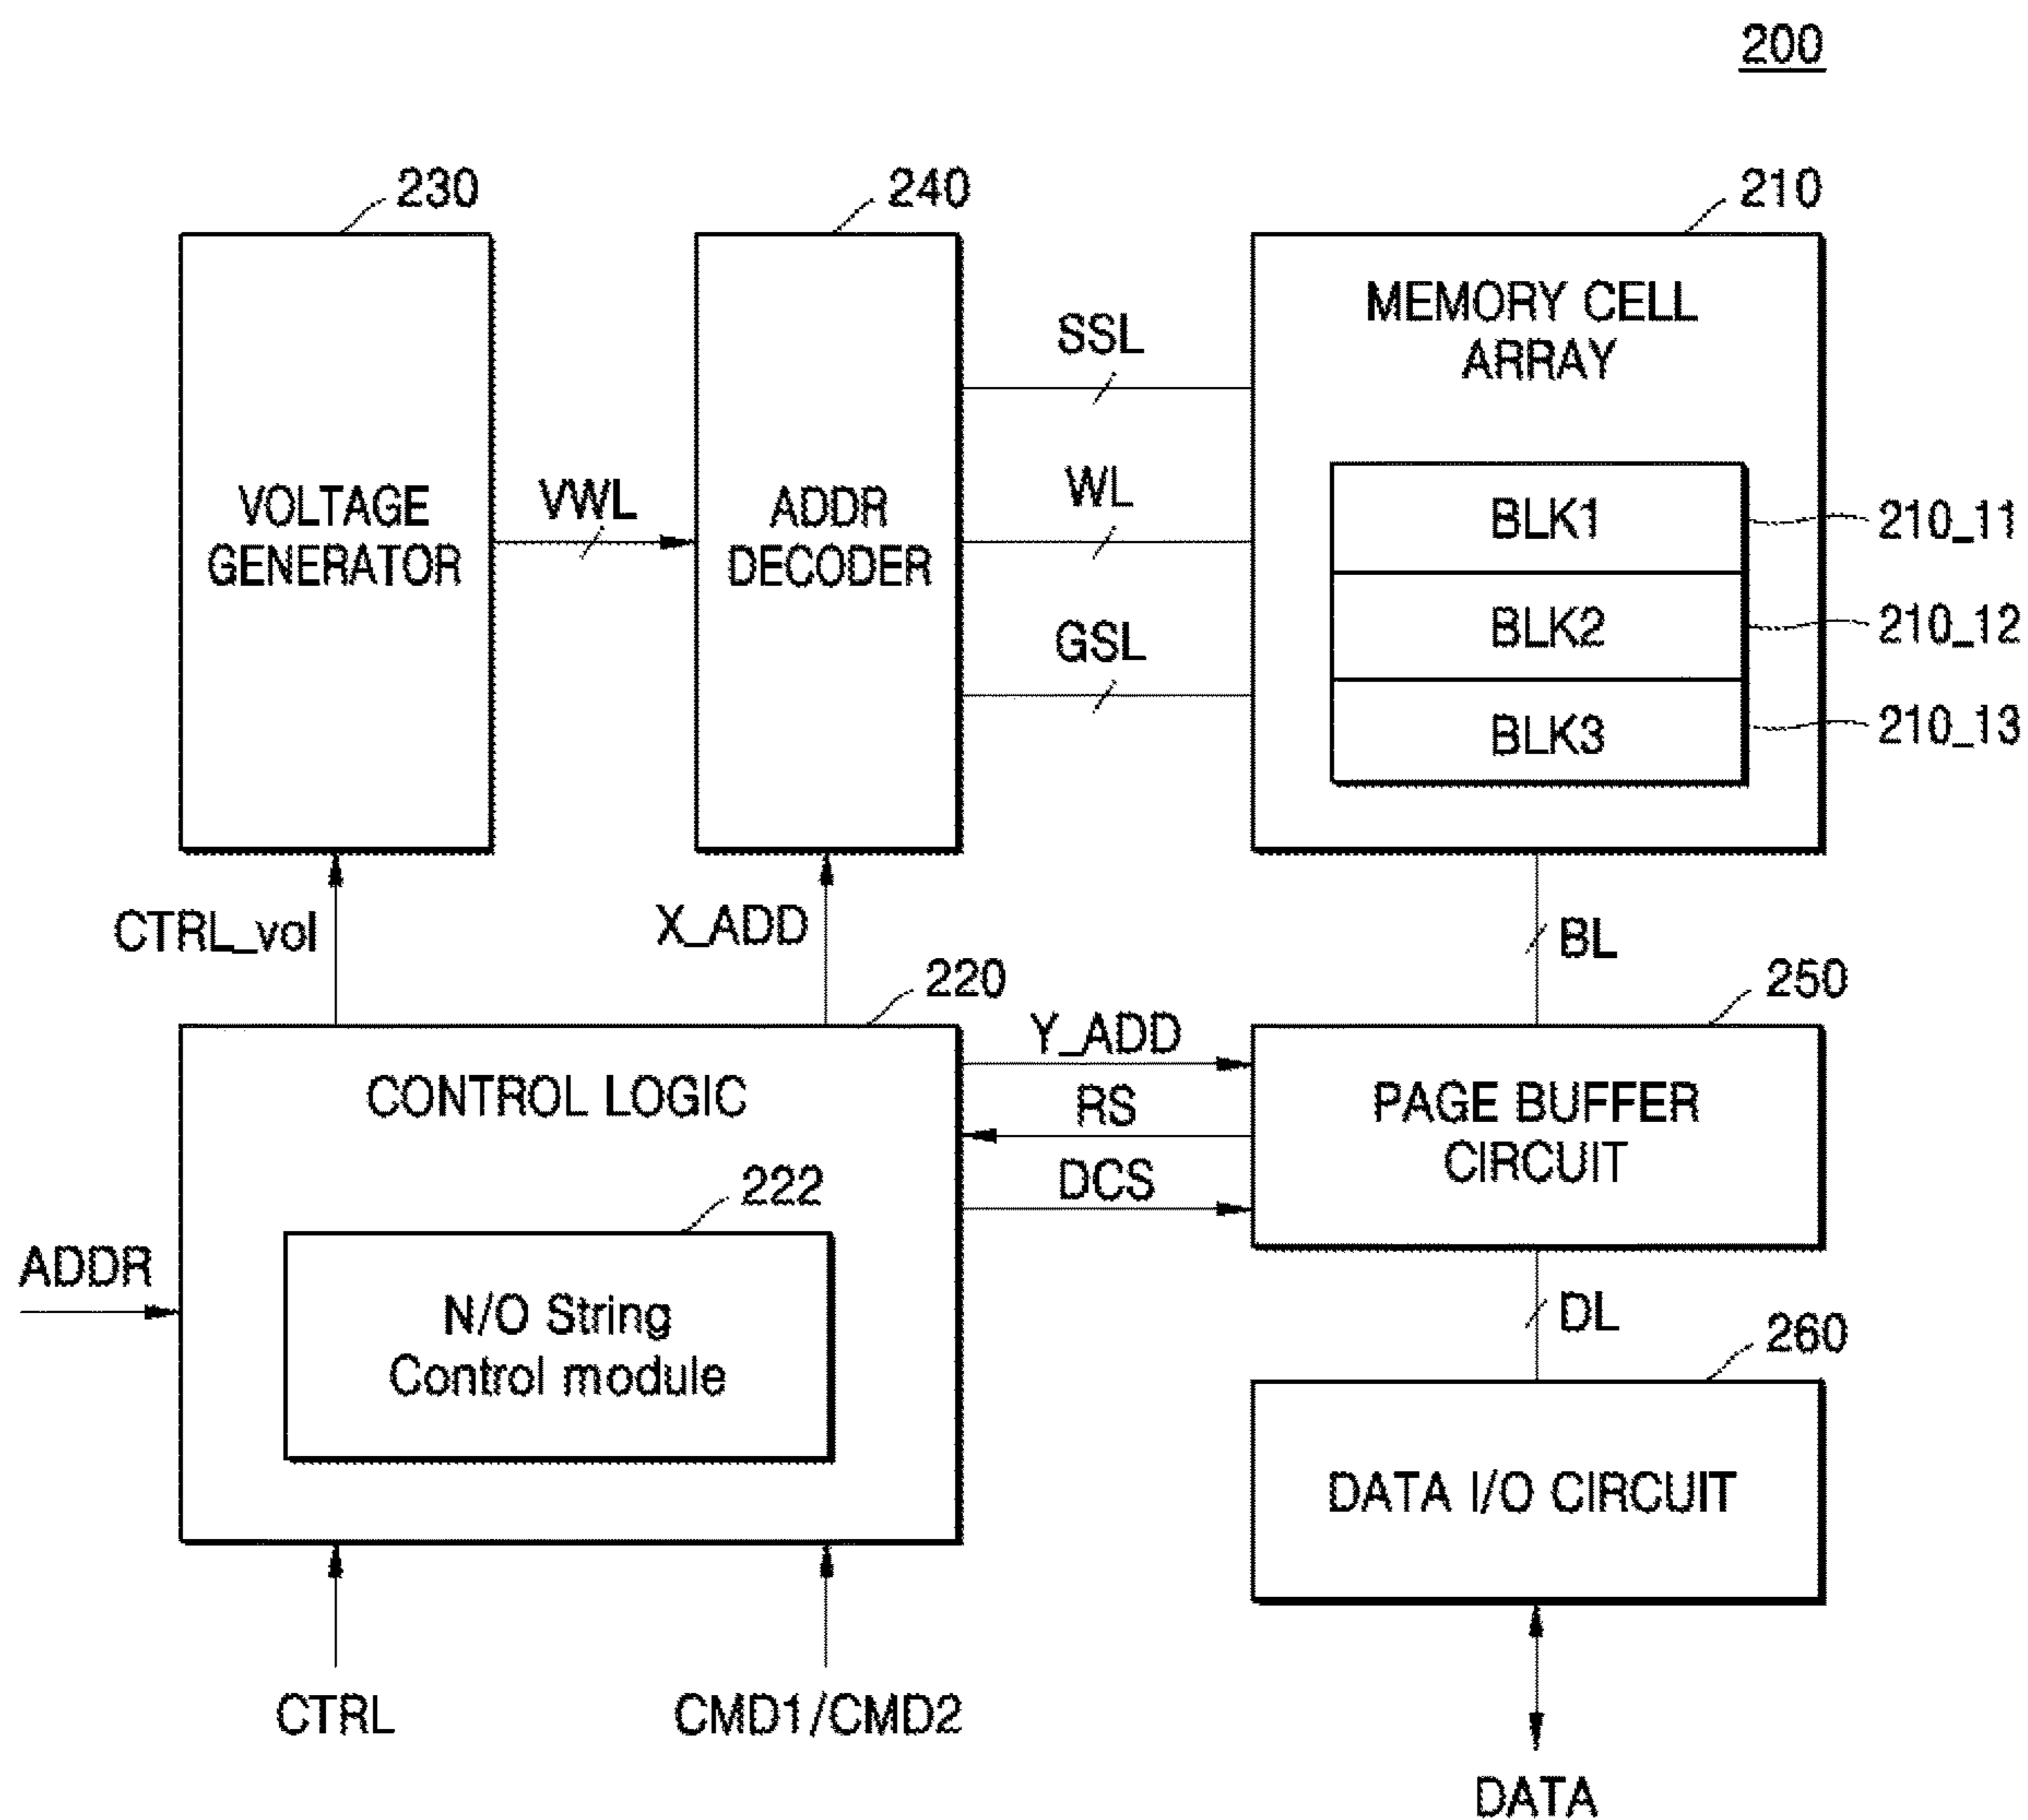 200
230
240
210
VOLTAGE
GENERATOR
VWL
ADDR
DECODER
SSL
WL
GSL
MEMORY CELL
ARRAY
BLK1
210_11
BLK2
210_12
BLK3
210_13
CTRL_vol
X_ADD
BL
220
250
CONTROL LOGIC
Y_ADD
RS
DCS
PAGE BUFFER
CIRCUIT
222
ADDR
N/O String
Control module
DL
260
DATA I/O CIRCUIT
CTRL
CMD1/CMD2
DATA